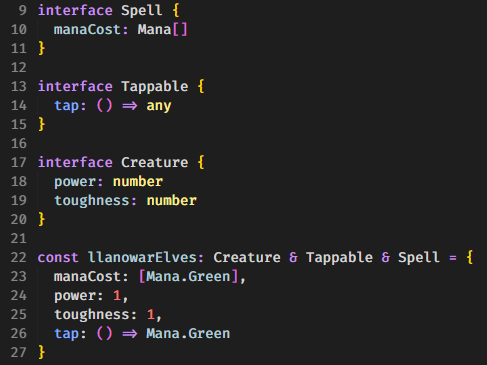 9 interface Spell {
10   manaCost: Mana[]
11 }
12
13 interface Tappable {
14   tap: () => any
15 }
16
17 interface Creature {
18   power: number
19   toughness: number
20 }
21
22 const llanowarElves: Creature & Tappable & Spell = {
23   manaCost: [Mana.Green],
24   power: 1,
25   toughness: 1,
26   tap: () => Mana.Green
27 }